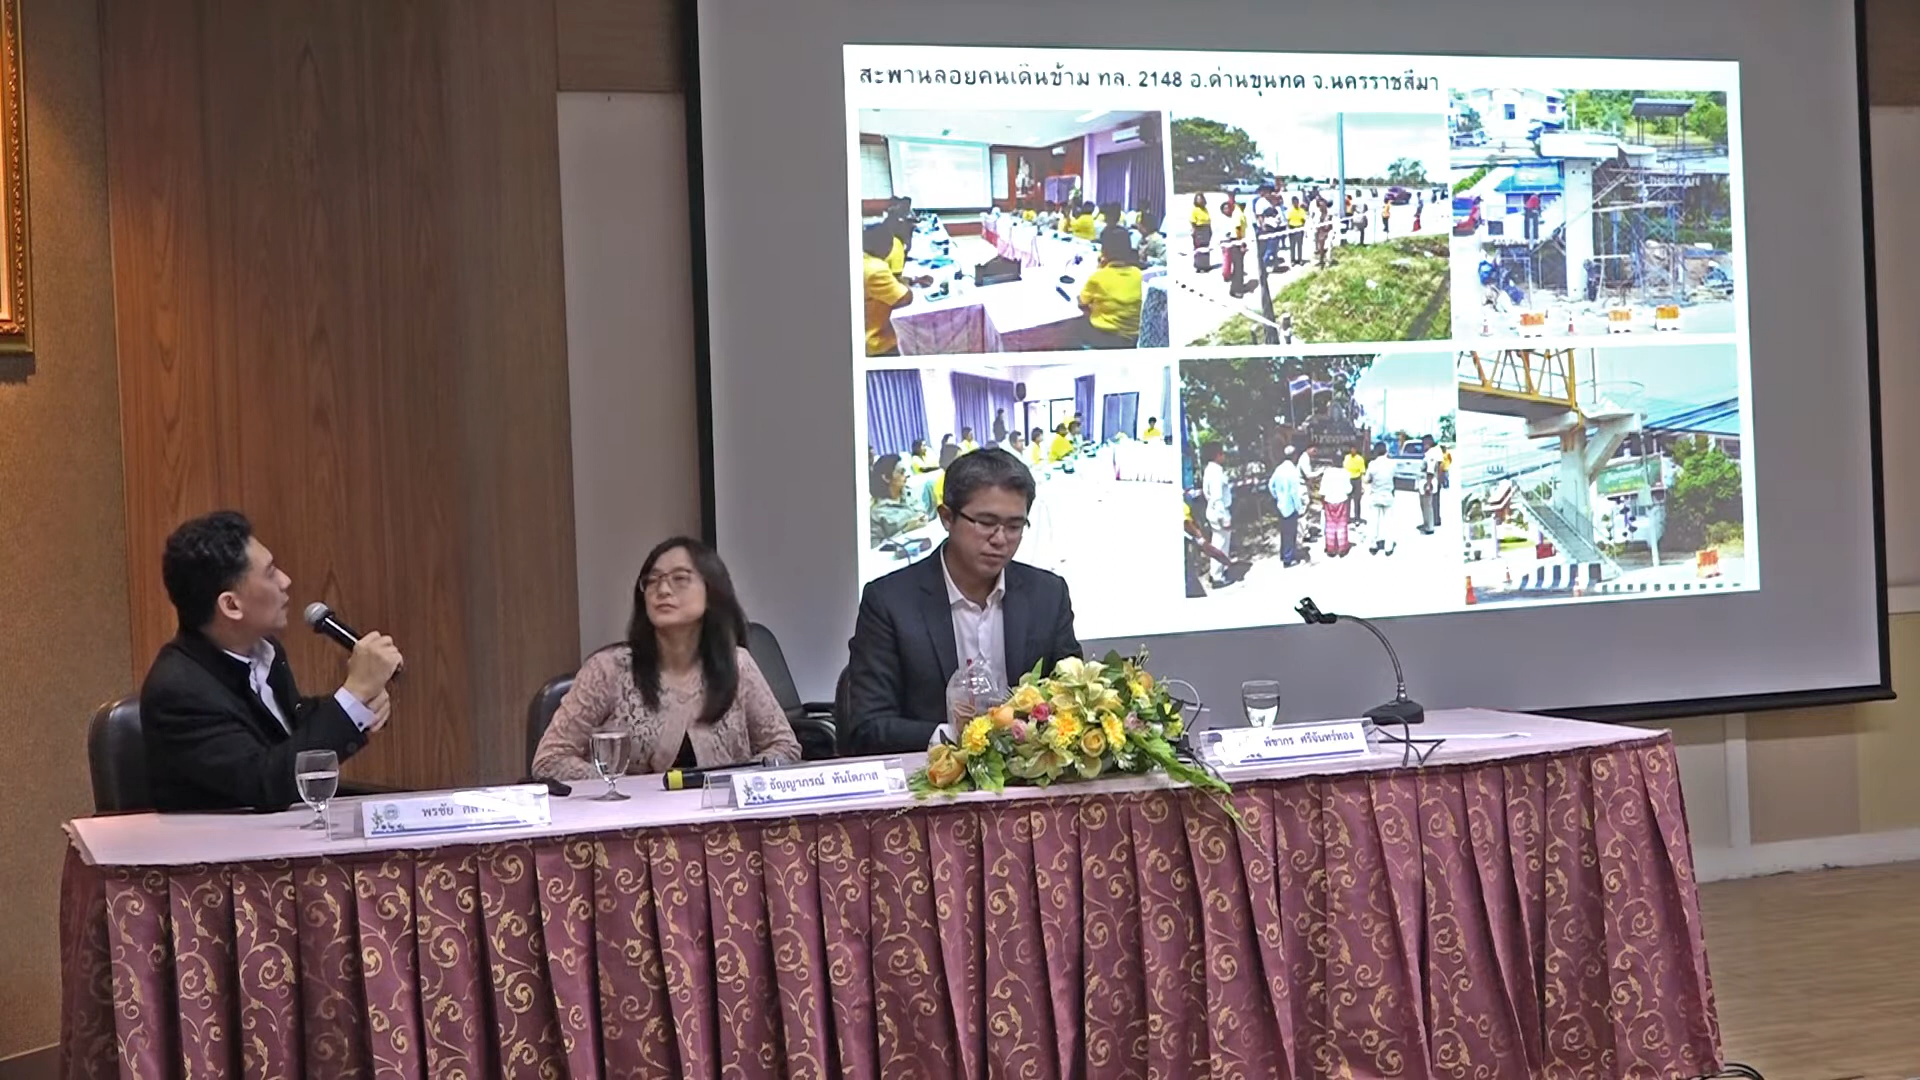 สะพานลอยคนเดินข้าม ทล. 2148 อ.ด่านขุนทด จ.นครราชสีมา
พรชัย
ธัญญาภรณ์ ทันโดภาส
พัชากร ศรีจันทร์ทอง